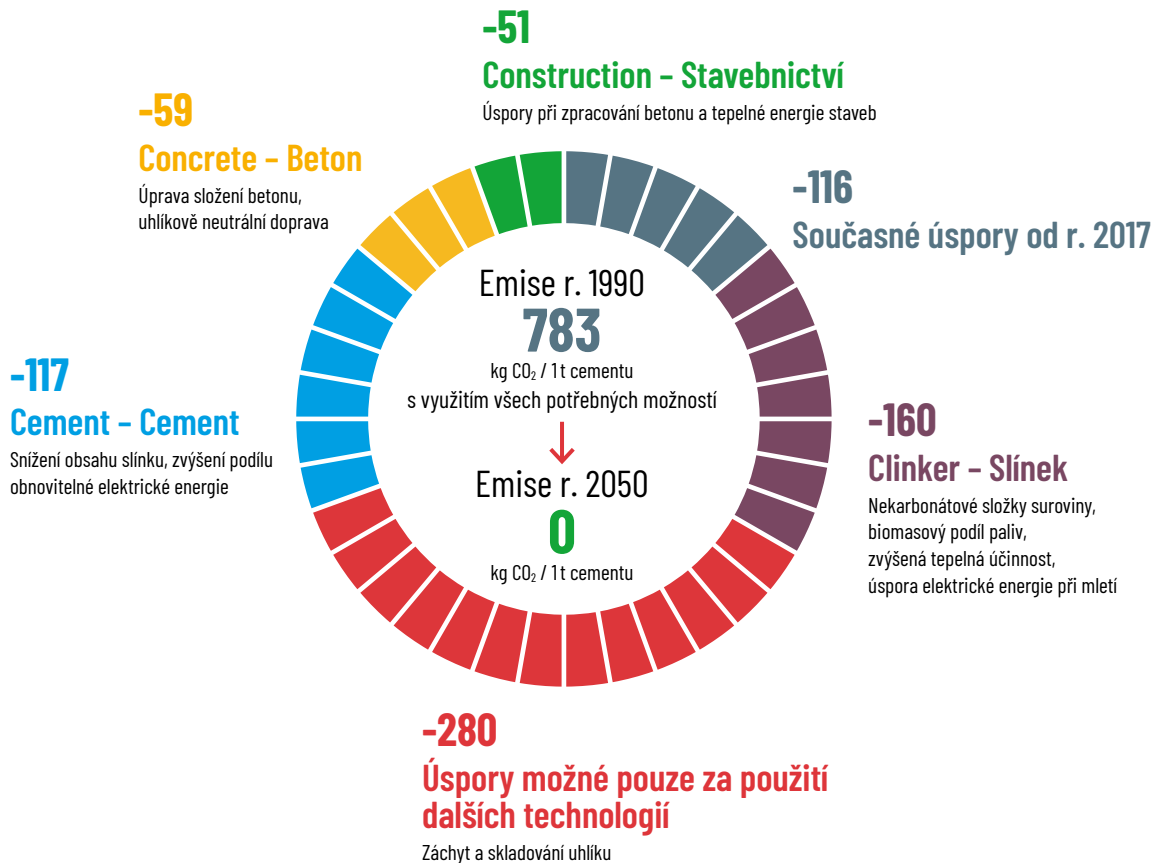 -51
Construction – Stavebnictví
Úspory při zpracování betonu a tepelné energie staveb
-59
Concrete – Beton
Úprava složení betonu,
uhlíkově neutrální doprava
-116
Současné úspory od r. 2017
Emise r. 1990
783
kg CO₂ / 1 t cementu
s využitím všech potřebných možností
Emise r. 2050
0
kg CO₂ / 1 t cementu
-117
Cement – Cement
Snížení obsahu slínku, zvýšení podílu
obnovitelné elektrické energie
-160
Clinker – Slínek
Nekarbonátové složky suroviny,
biomasový podíl paliv,
zvýšená tepelná účinnost,
úspora elektrické energie při mletí
-280
Úspory možné pouze za použití
dalších technologií
Záchyt a skladování uhlíku